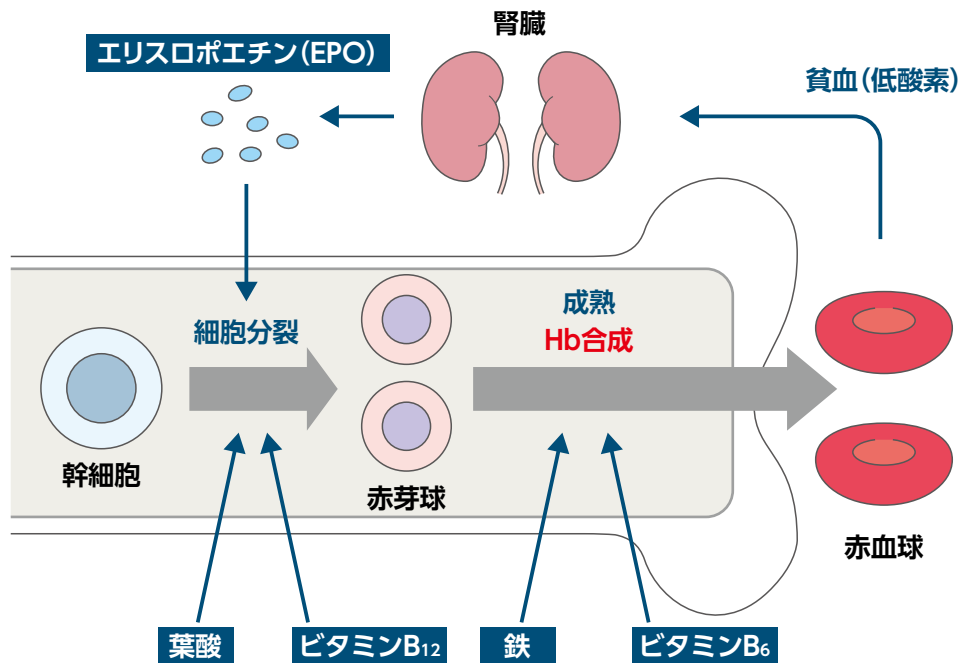 腎臓
エリスロポエチン(EPO)
貧血(低酸素)
細胞分裂
成熟
Hb合成
幹細胞
赤芽球
赤血球
葉酸
ビタミンB12
鉄
ビタミンB6